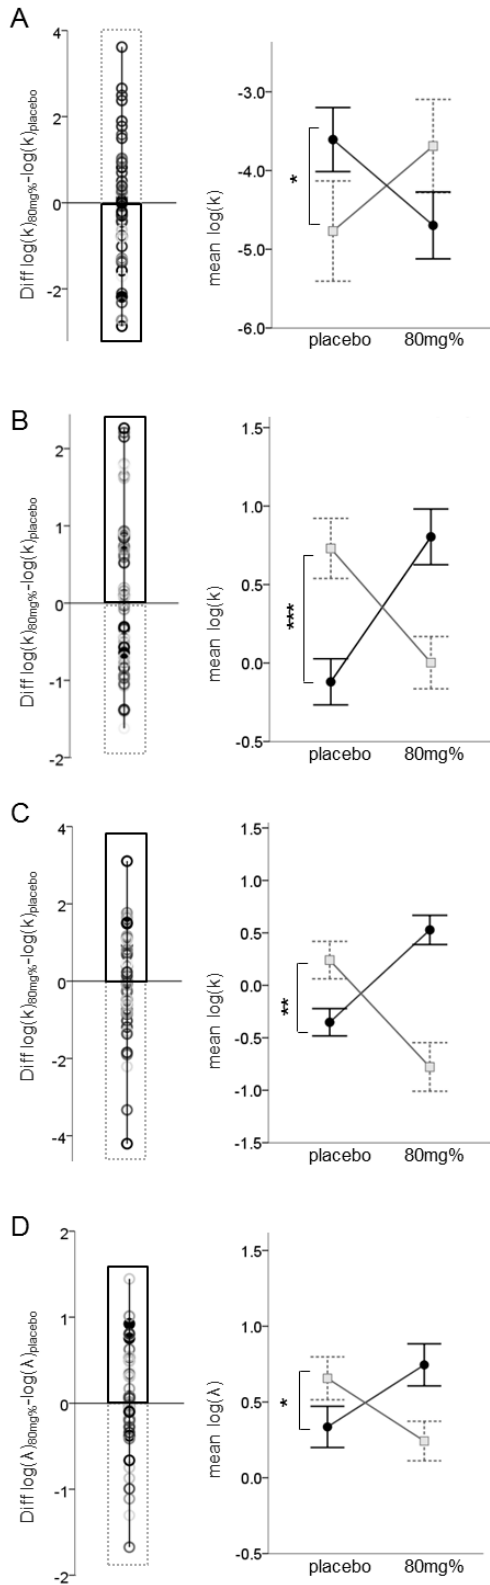 A
Diff log(k)80mg%-log(k)placebo
4
2
0
-2
mean log(k)
-3.0
-4.0
-5.0
-6.0
*
placebo 80mg%
B
Diff log(k)80mg%-log(k)placebo
2
1
0
-1
-2
mean log(k)
1.5
1.0
0.5
0.0
-0.5
***
placebo 80mg%
C
Diff log(k)80mg%-log(k)placebo
4
2
0
-2
-4
mean log(k)
1.5
1.0
0.5
0.0
-0.5
-1.0
-1.5
**
placebo 80mg%
D
Diff log(λ)80mg%-log(λ)placebo
2
1
0
-1
-2
mean log(λ)
1.5
1.0
0.5
0.0
-0.5
*
placebo 80mg%